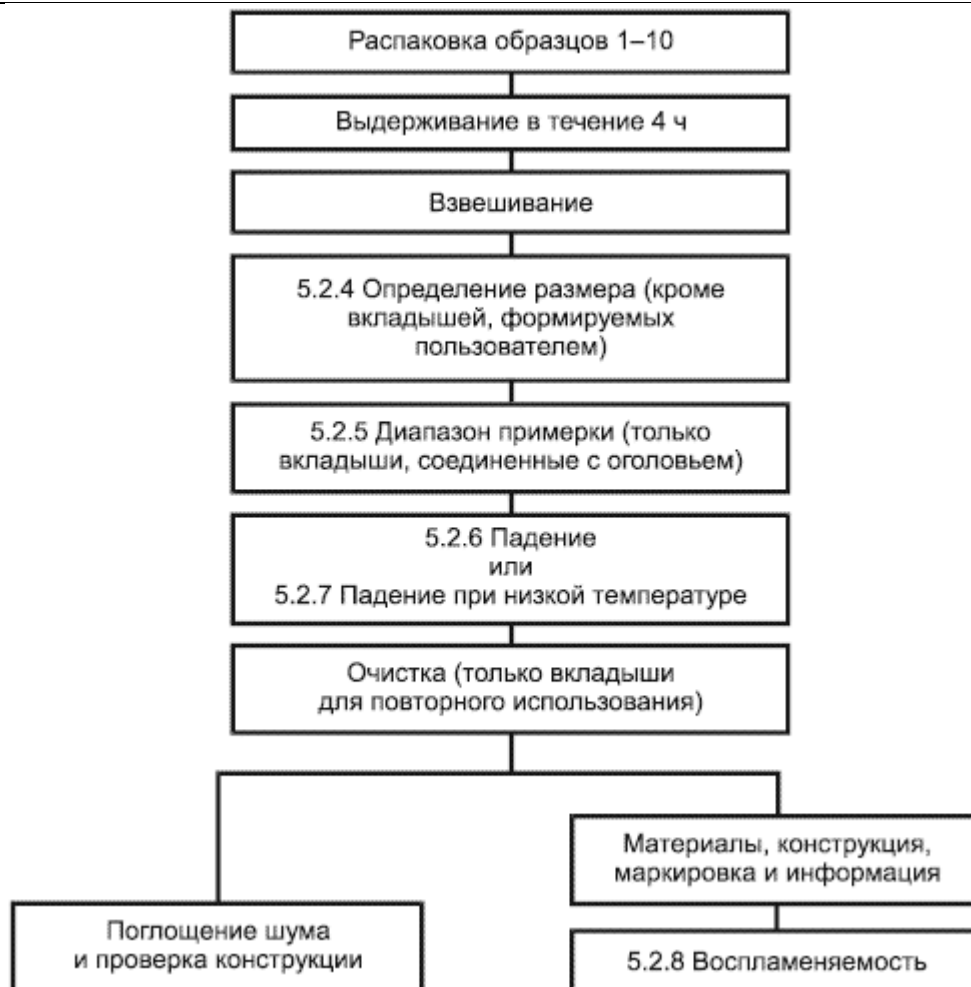 Распаковка образцов 1–10
Выдерживание в течение 4 ч
Взвешивание
5.2.4 Определение размера (кроме
вкладышей, формируемых
пользователем)
5.2.5 Диапазон примерки (только
вкладыши, соединенные с оголовьем)
5.2.6 Падение
или
5.2.7 Падение при низкой температуре
Очистка (только вкладыши
для повторного использования)
Материалы, конструкция,
маркировка и информация
Поглощение шума
и проверка конструкции
5.2.8 Воспламеняемость